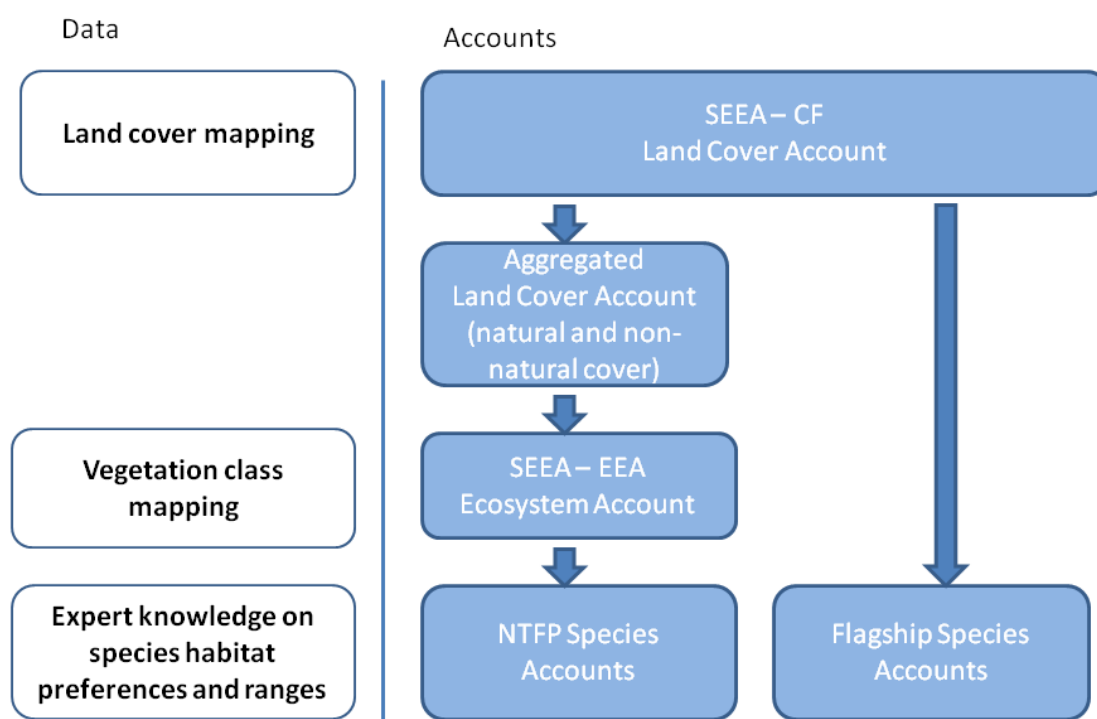 Data
Accounts
Land cover mapping
SEEA – CF
Land Cover Account
Aggregated
Land Cover Account
(natural and non-
natural cover)
Vegetation class
mapping
SEEA – EEA
Ecosystem Account
Expert knowledge on
species habitat
preferences and ranges
NTFP Species
Accounts
Flagship Species
Accounts